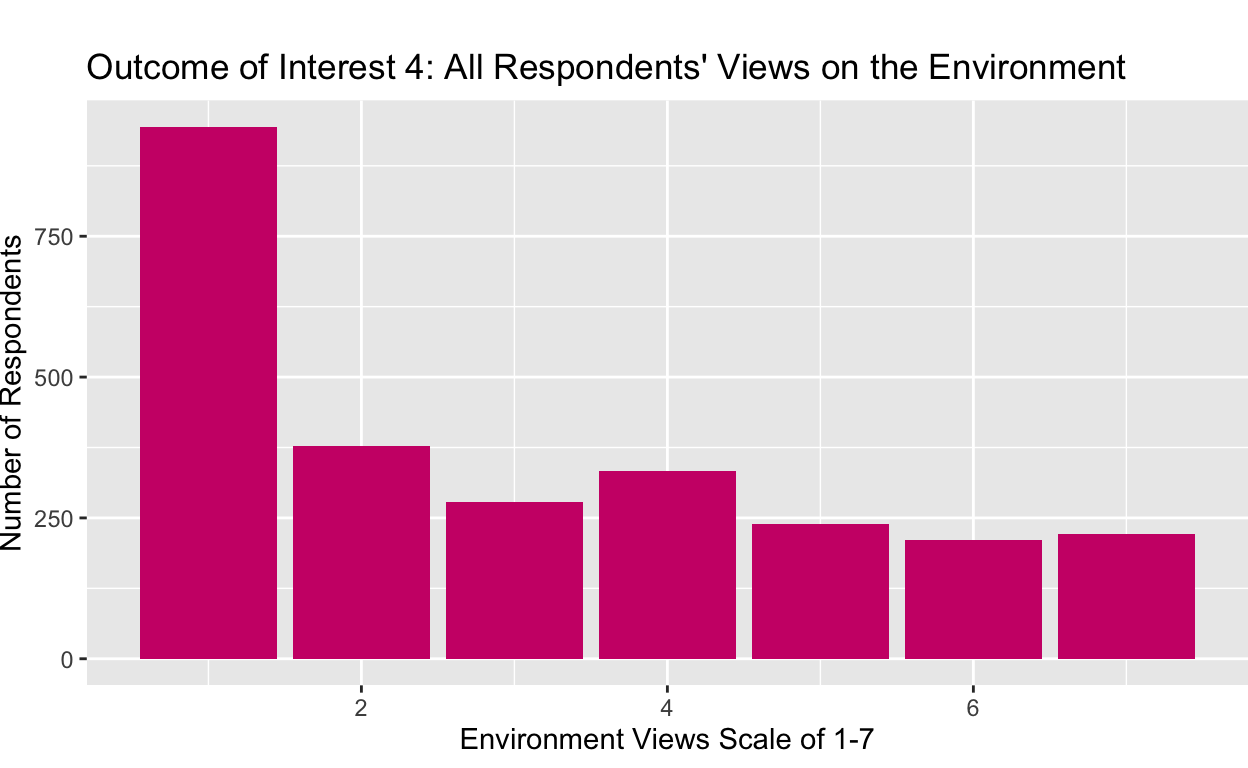 Outcome of Interest 4: All Respondents' Views on the Environment
Number of Respondents
750
500
250
0
2
4
6
Environment Views Scale of 1-7